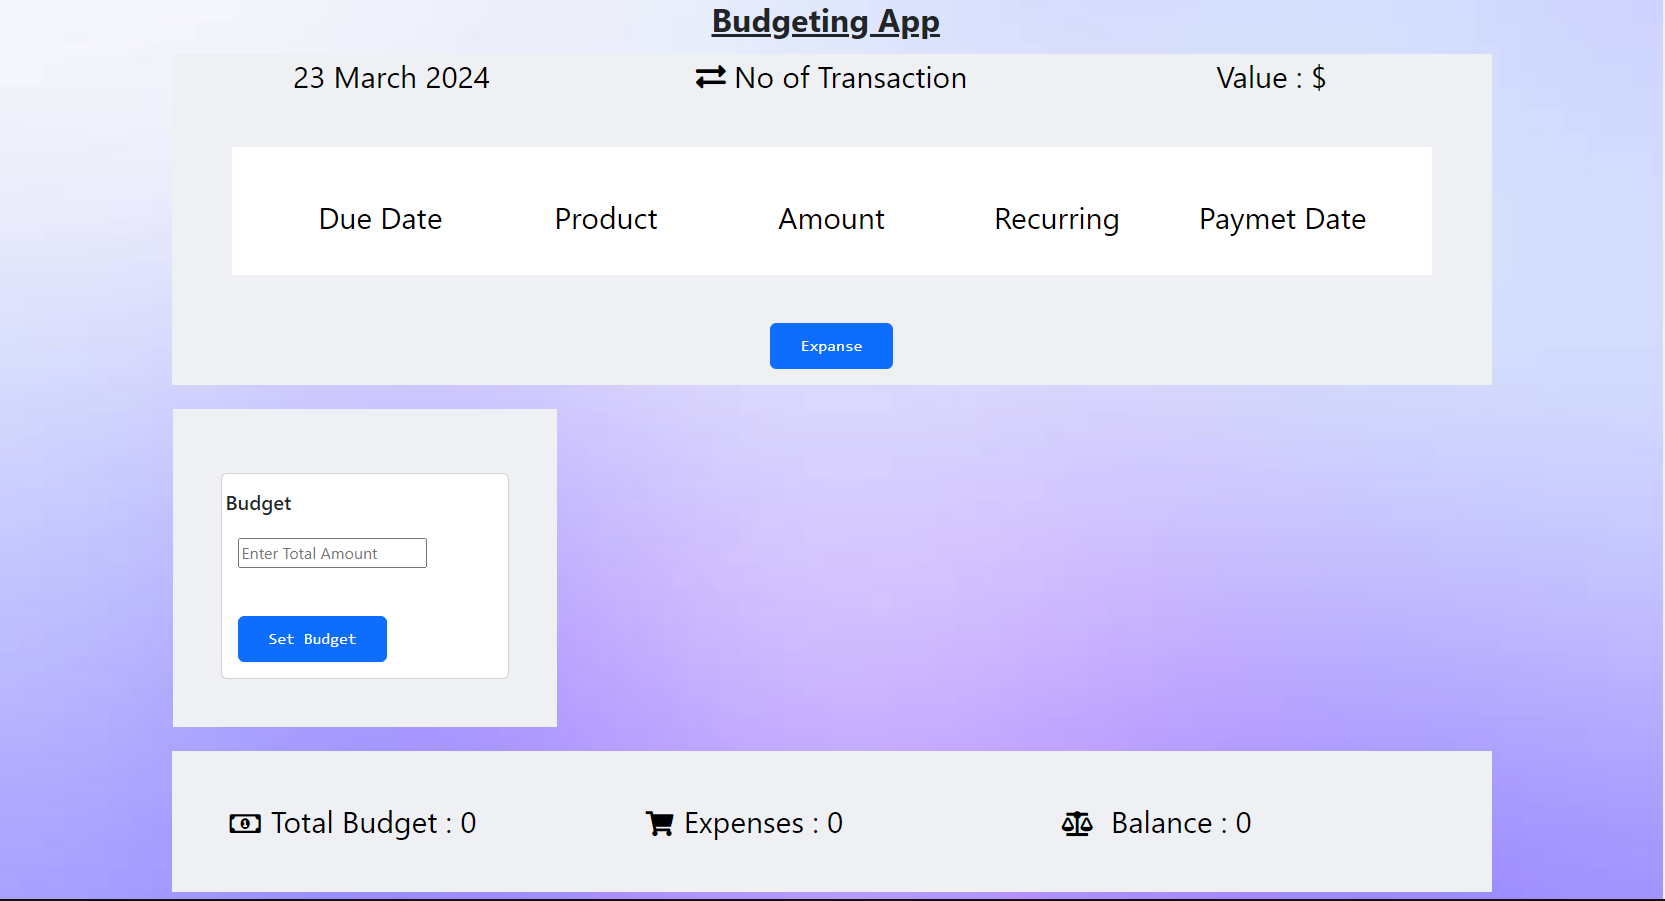 Budgeting App
23 March 2024 No of Transaction Value : $
Due Date Product Amount Recurring Paymet Date
Expanse
Budget
Enter Total Amount
Set Budget
Total Budget : 0 Expenses : 0 Balance : 0